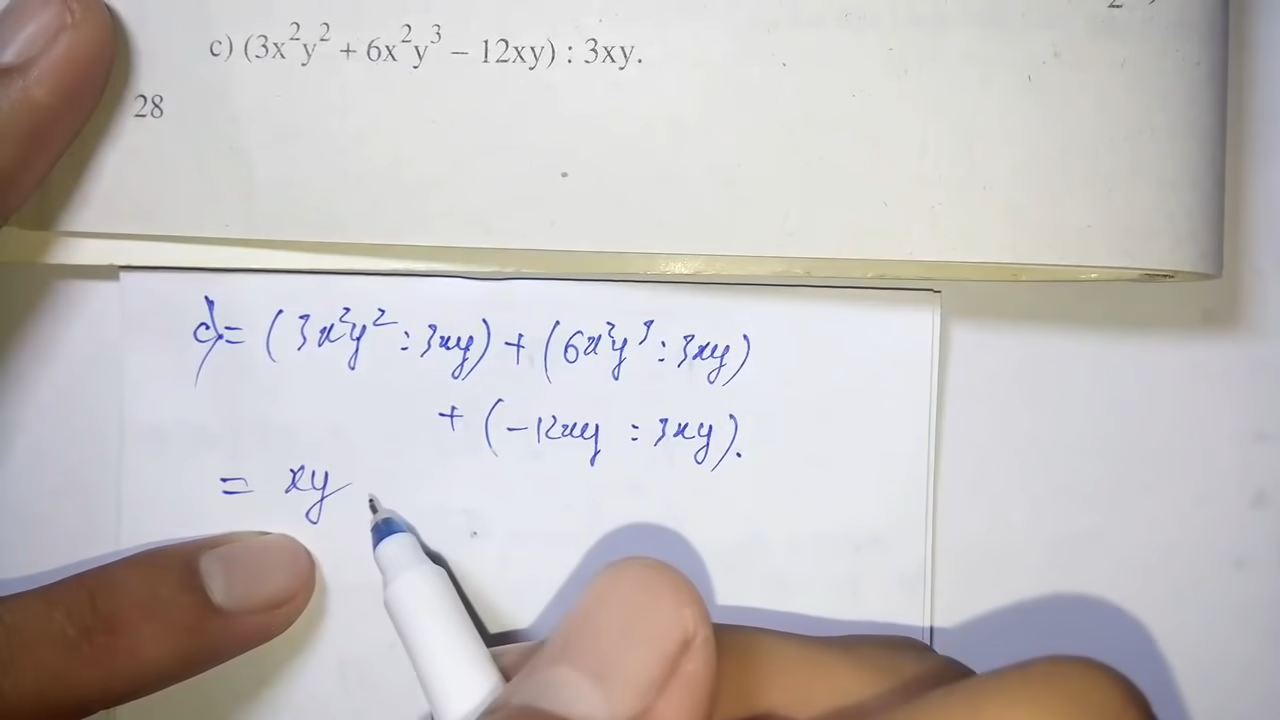 c) (3x²y² + 6x²y³ – 12xy) : 3xy.
28
c) = (3x²y² : 3xy) + (6x²y³ : 3xy)
+ (-12xy : 3xy).
= xy